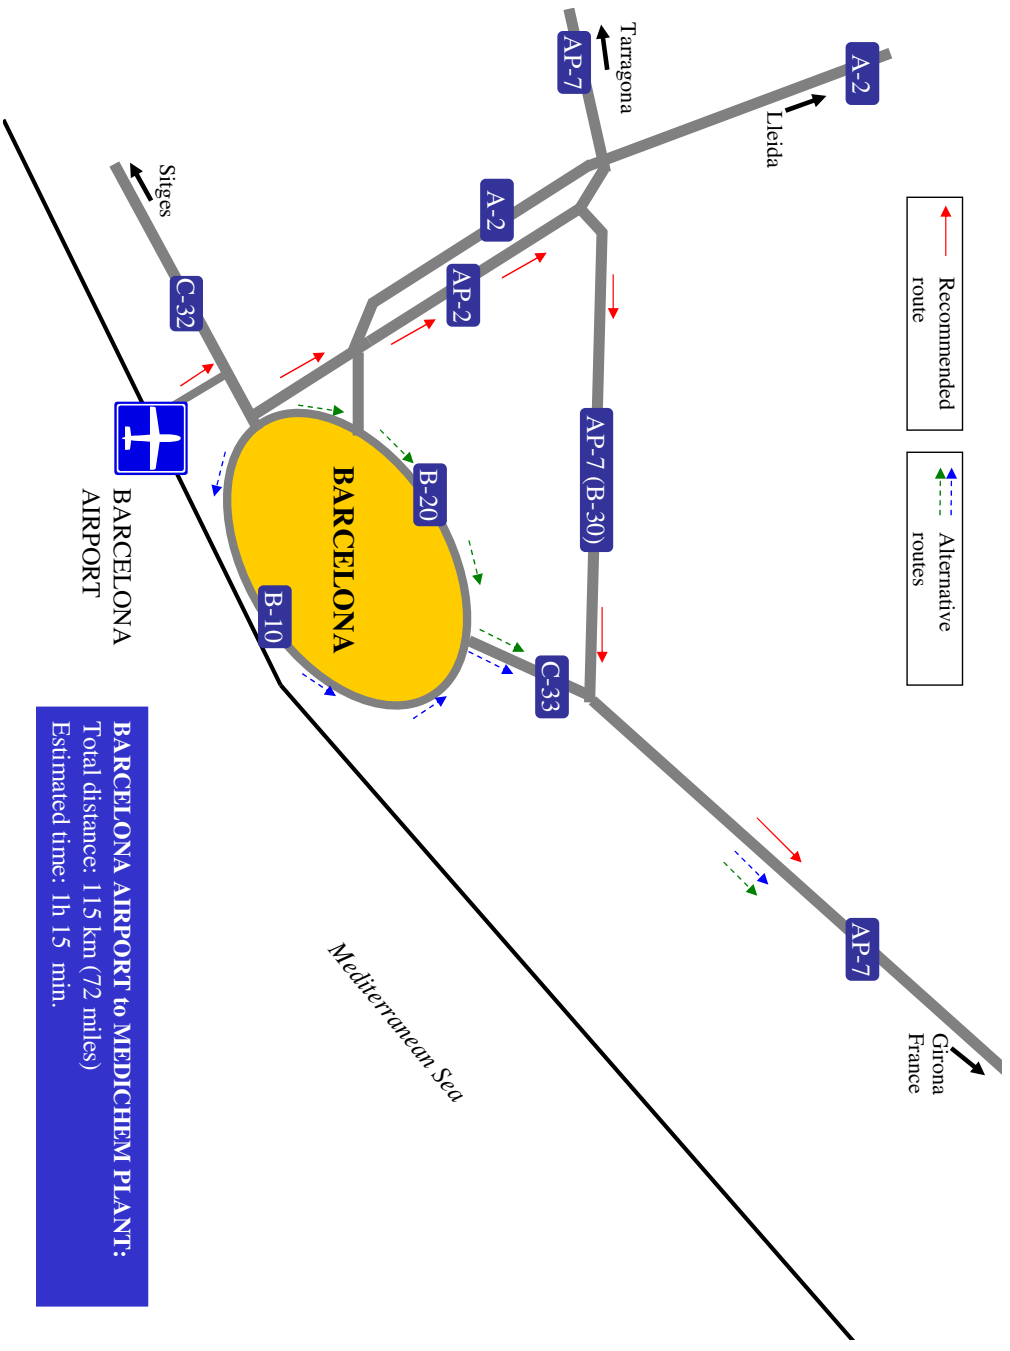 Recommended
route
Alternative
routes
A-2
Lleida
Tarragona
AP-7
A-2
AP-2
AP-7 (B-30)
Sitges
C-32
B-20
BARCELONA
B-10
C-33
BARCELONA
AIRPORT
AP-7
Girona
France
Mediterranean Sea
BARCELONA AIRPORT to MEDICHEM PLANT:
Total distance: 115 km (72 miles)
Estimated time: 1h 15 min.